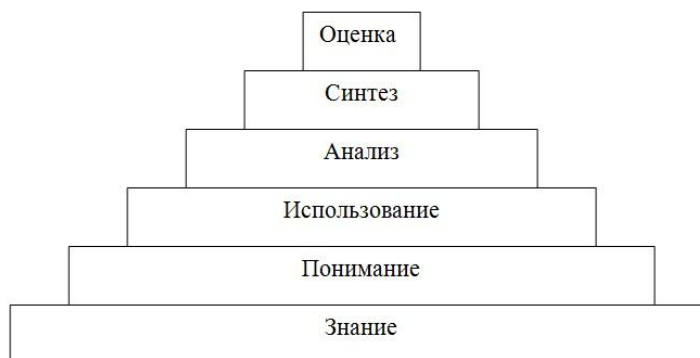 Оценка
Синтез
Анализ
Использование
Понимание
Знание